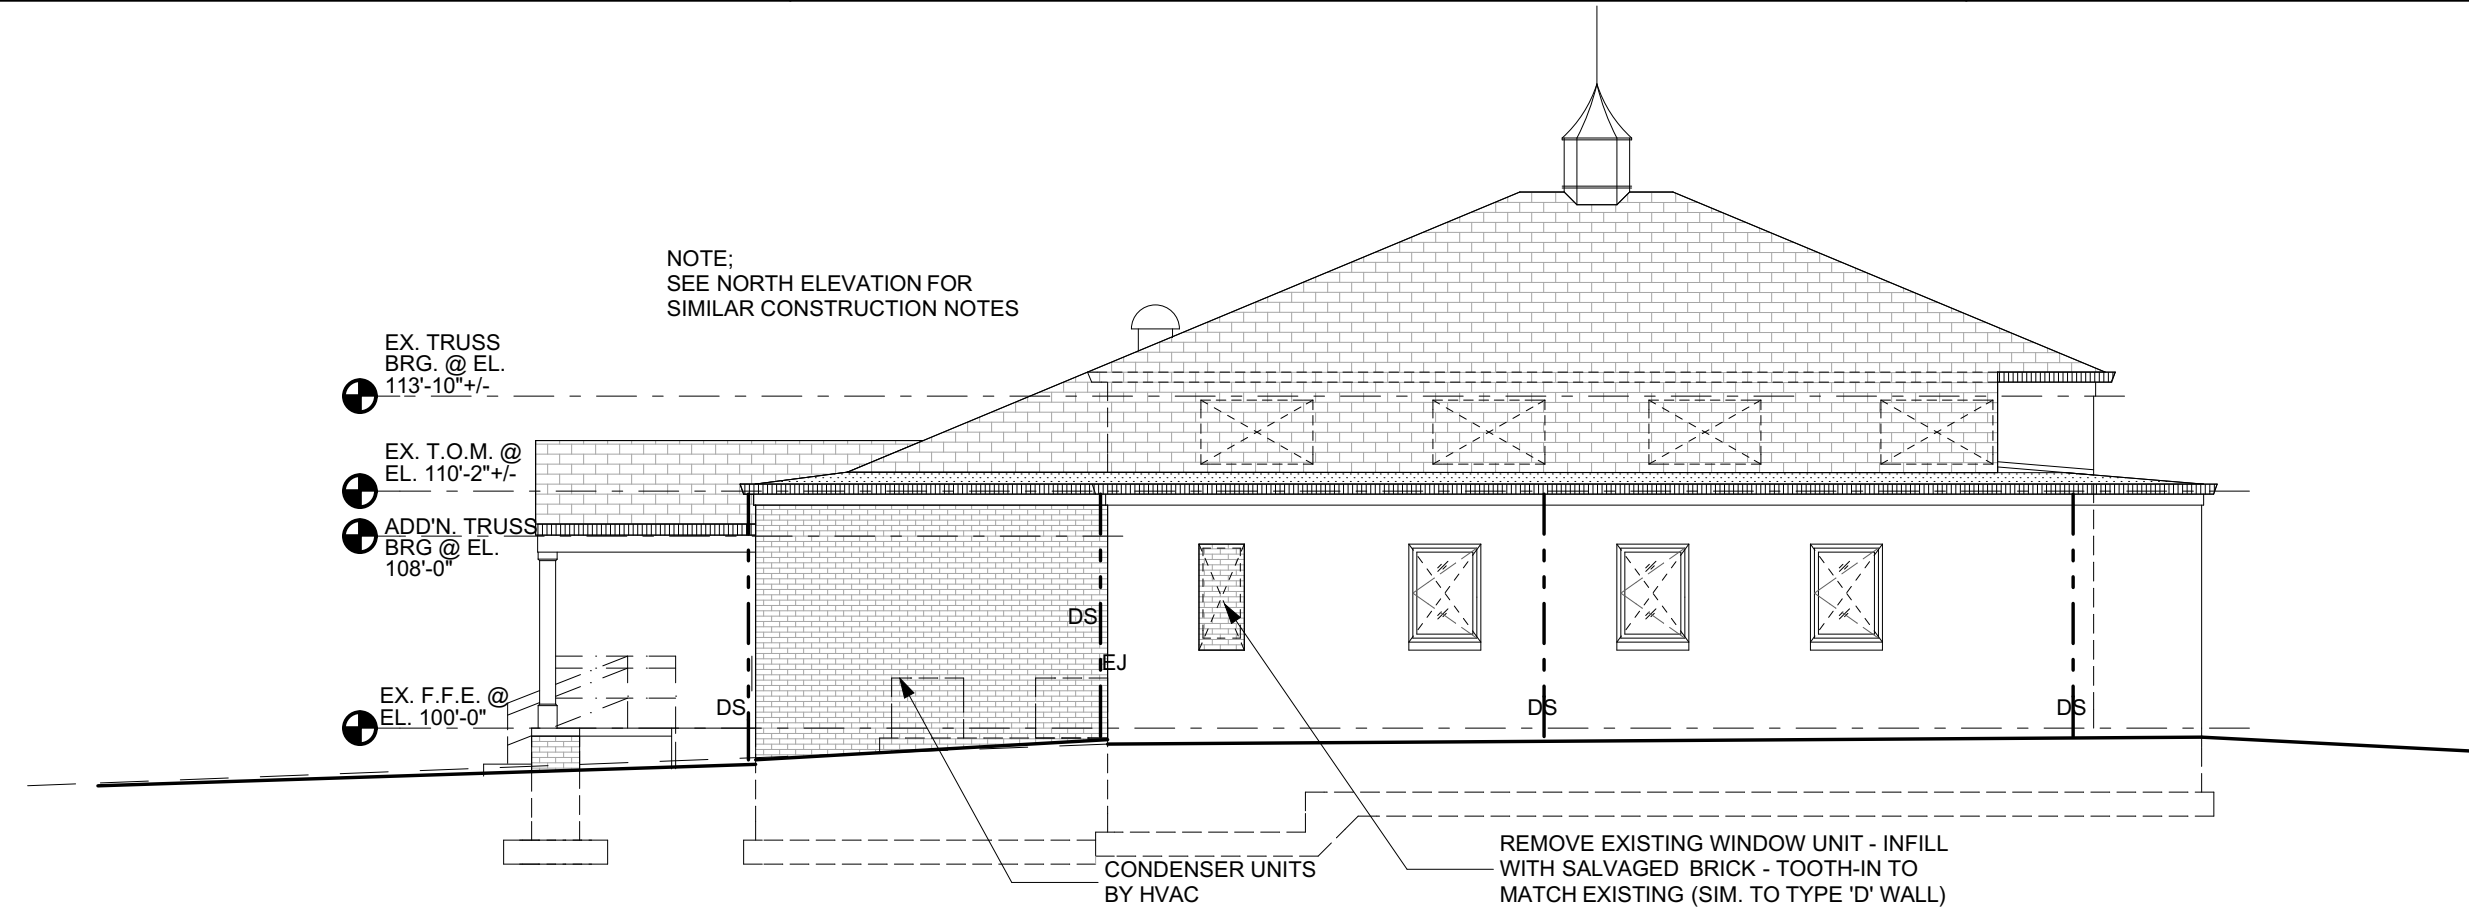 NOTE;
SEE NORTH ELEVATION FOR
SIMILAR CONSTRUCTION NOTES
EX. TRUSS
BRG. @ EL.
113'-10"+/-
EX. T.O.M. @
EL. 110'-2"+/-
ADD'N. TRUSS
BRG @ EL.
108'-0"
DS
EJ
EX. F.F.E. @
EL. 100'-0"
DS
DS
DS
CONDENSER UNITS
BY HVAC
REMOVE EXISTING WINDOW UNIT - INFILL
WITH SALVAGED BRICK - TOOTH-IN TO
MATCH EXISTING (SIM. TO TYPE 'D' WALL)